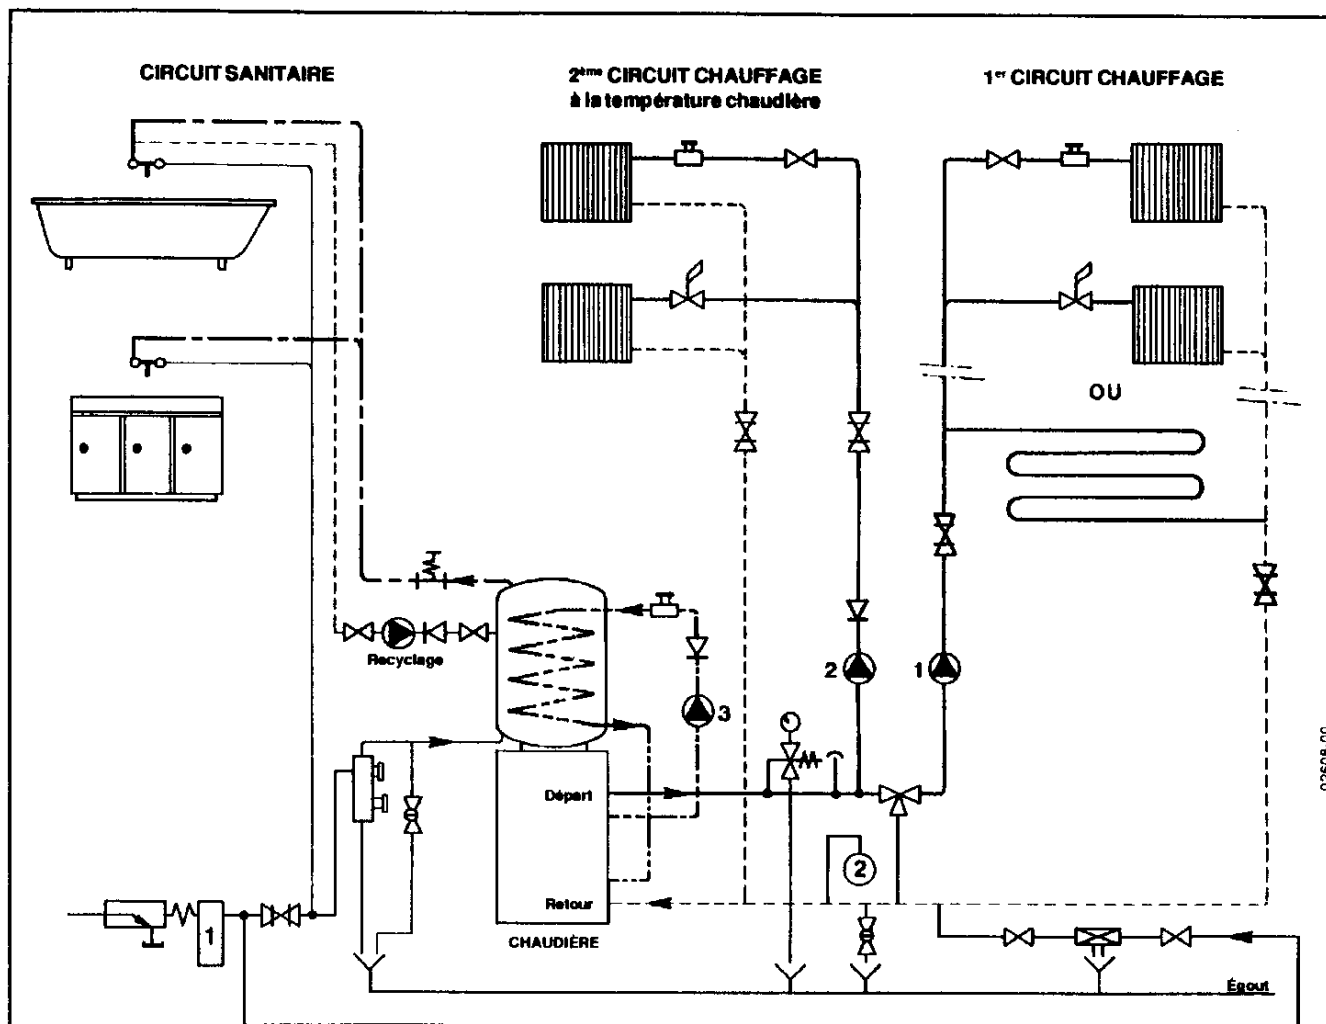 CIRCUIT SANITAIRE
2ème CIRCUIT CHAUFFAGE
à la température chaudière
1er CIRCUIT CHAUFFAGE
OU
Recyclage
2
1
3
Départ
2
Retour
1
CHAUDIÈRE
Égout